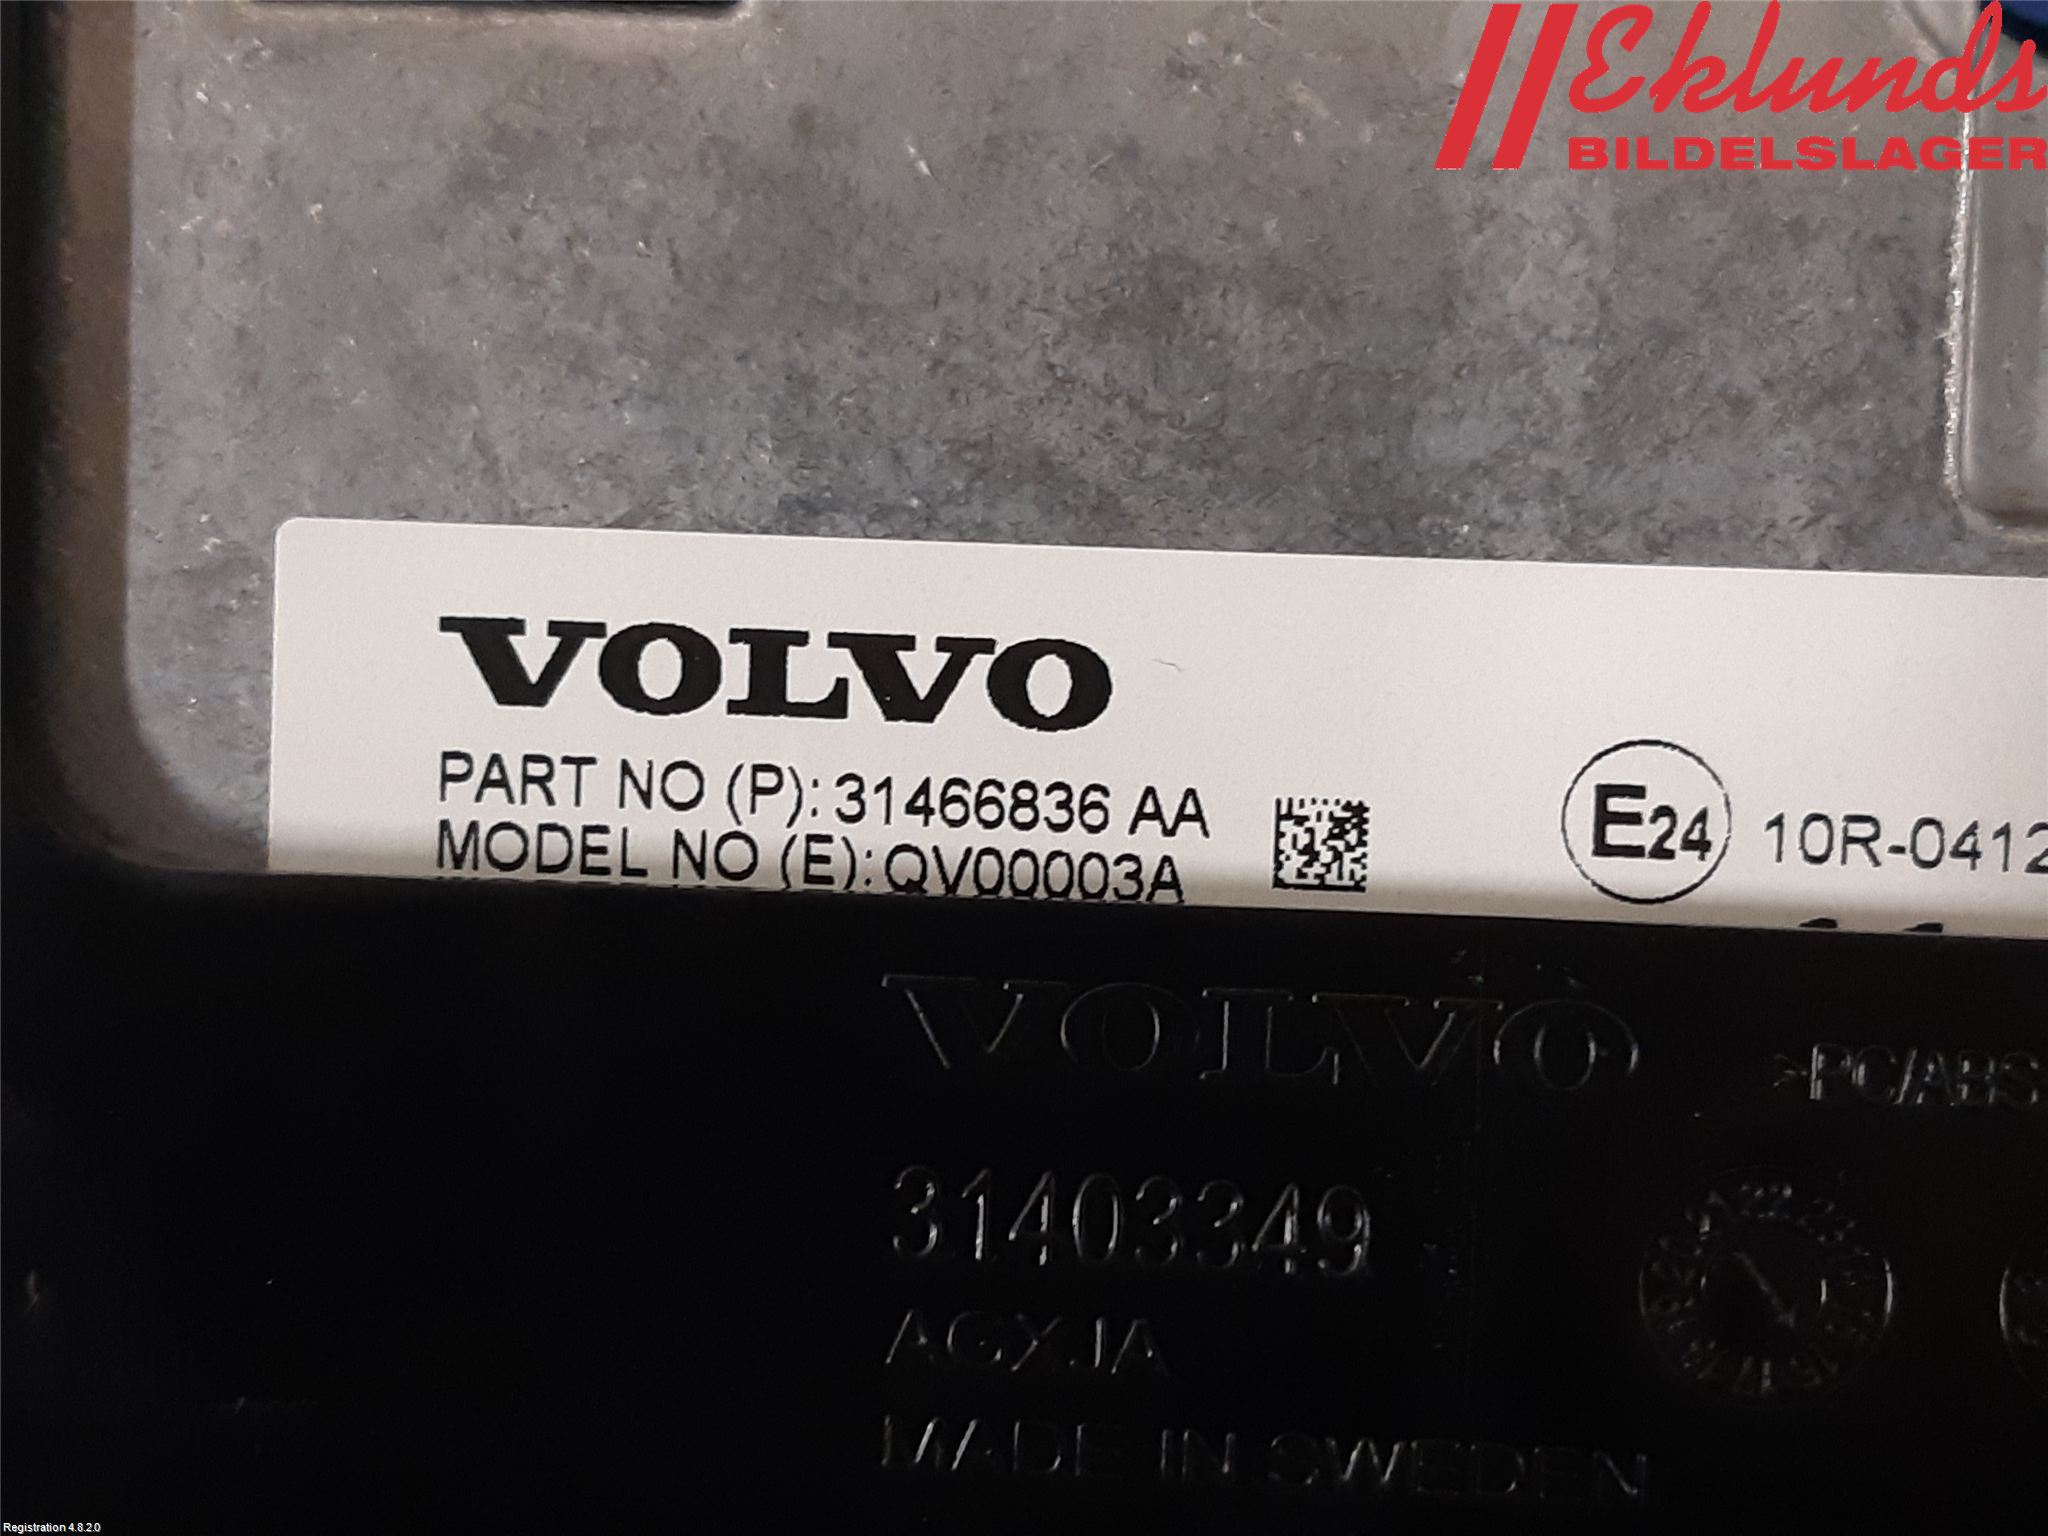 Eklunds
BILDELSLAGER
VOLVO
PART NO (P): 31466836 AA
MODEL NO (E): QV00003A
E24 10R-0412
VOLVO
>PC/ABS
31403349
AGXJA
MADE IN SWEDEN
Registration 4.8.2.0